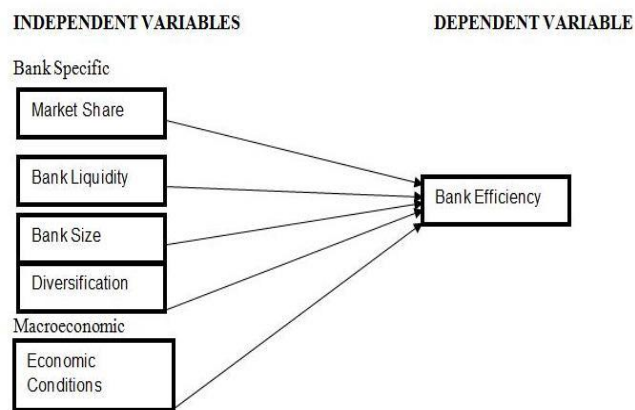 INDEPENDENT VARIABLES
DEPENDENT VARIABLE
Bank Specific
Market Share
Bank Liquidity
Bank Efficiency
Bank Size
Diversification
Macroeconomic
Economic
Conditions